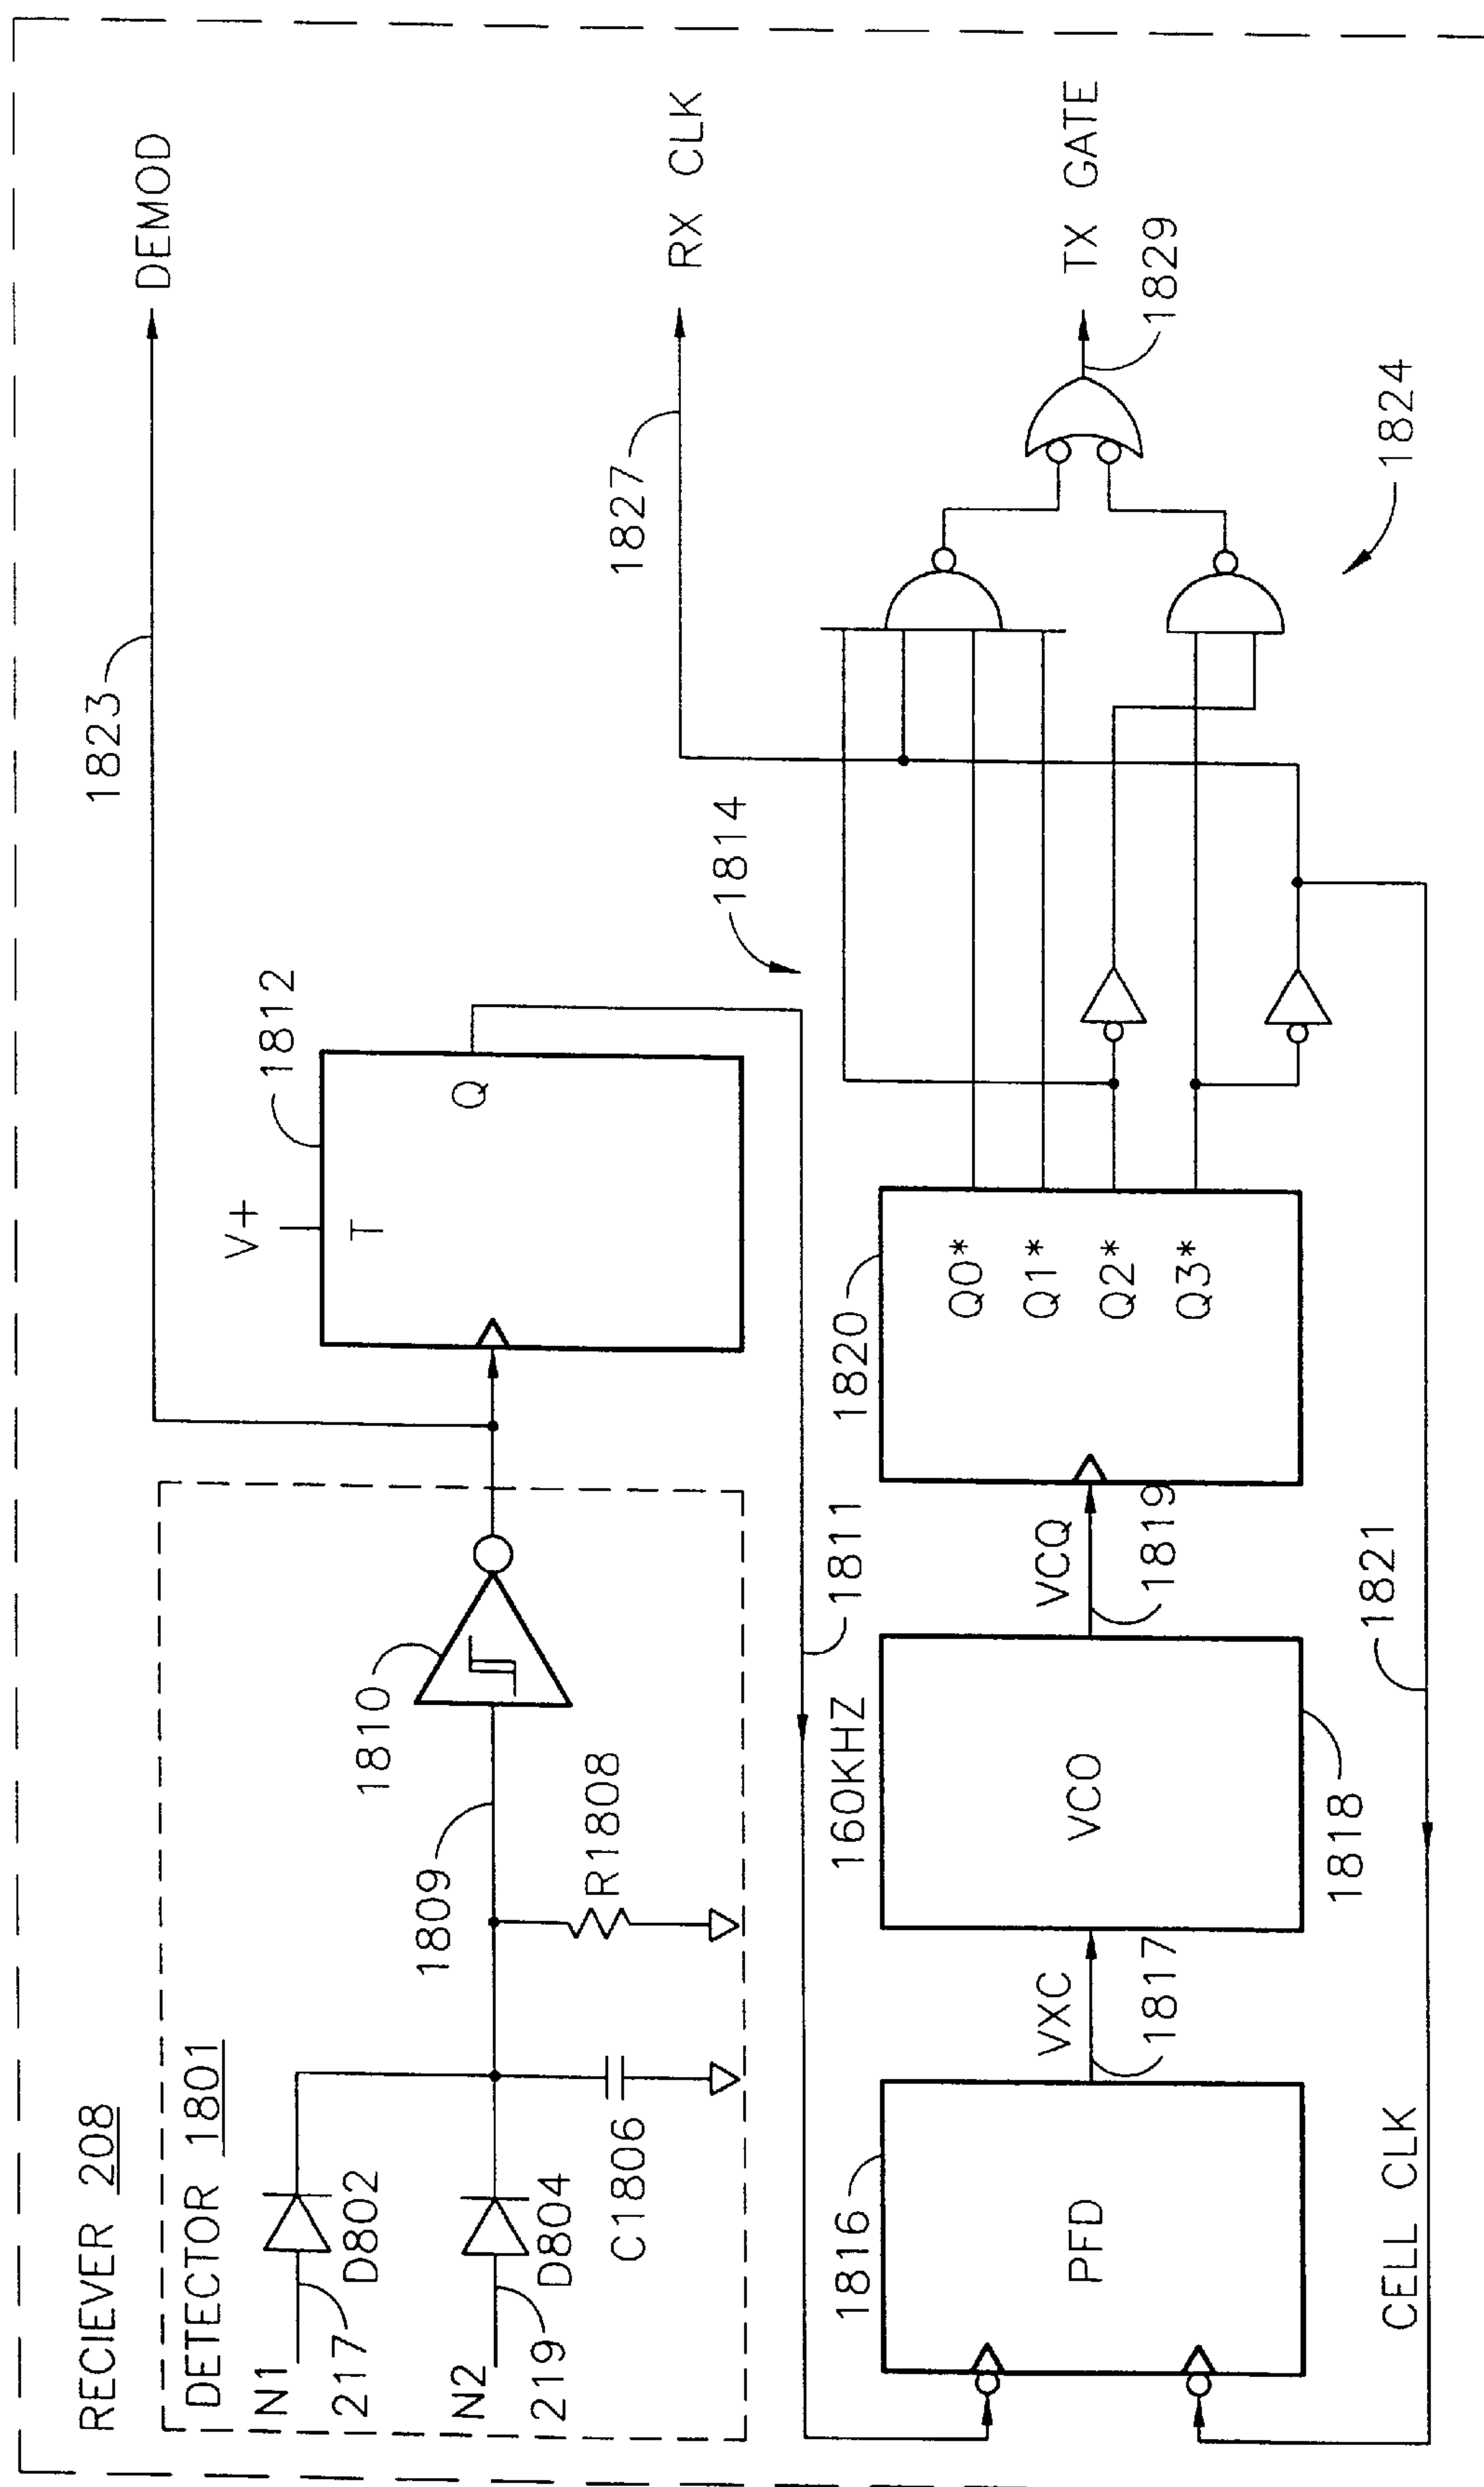 RECIEVER 208
DETECTOR 1801
N1
217
D802
N2
219
D804
C1806
R1808
1809
1810
V+
T
Q
1812
1823
DEMOD
1811
1814
1827
RX CLK
1816
PFD
VXC
1817
160KHZ
VCO
1818
VCQ
1819
1820
Q0*
Q1*
Q2*
Q3*
TX GATE
1829
1824
CELL CLK
1821